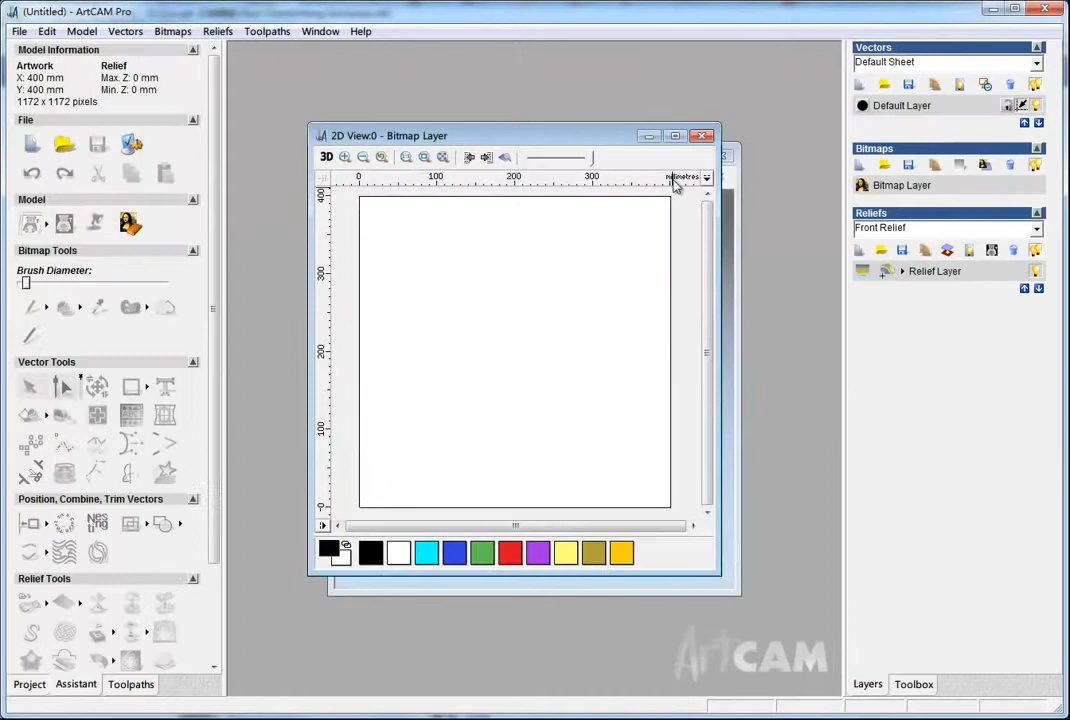 (Untitled) - ArtCAM Pro
File Edit Model Vectors Bitmaps Reliefs Toolpaths Window Help
Model Information
Artwork Relief
X: 400 mm Max. Z: 0 mm
Y: 400 mm Min. Z: 0 mm
1172 x 1172 pixels
File
Model
Bitmap Tools
Brush Diameter:
Vector Tools
Position, Combine, Trim Vectors
Nes ting
Relief Tools
Project Assistant Toolpaths
2D View:0 - Bitmap Layer
3D
0 100 200 300 millimetres
400
300
200
100
0
ArtCAM
Vectors
Default Sheet
Default Layer
Bitmaps
Bitmap Layer
Reliefs
Front Relief
Relief Layer
Layers Toolbox